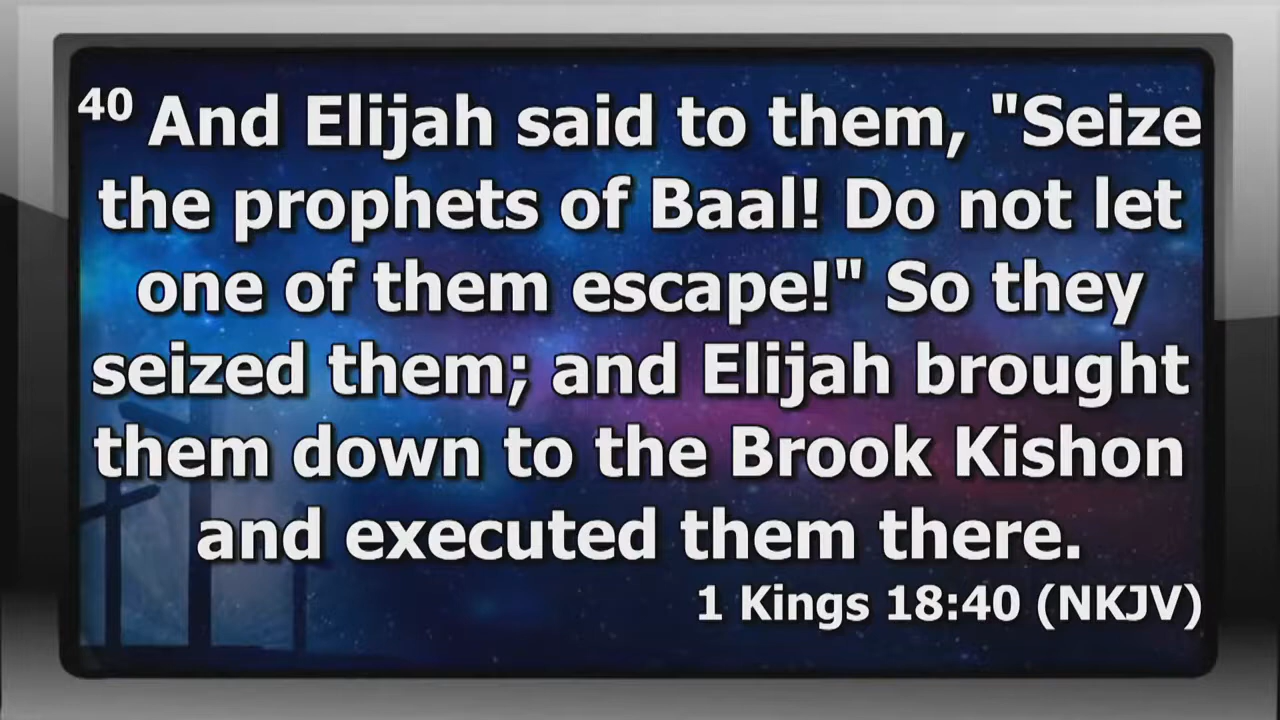 40 And Elijah said to them, "Seize
the prophets of Baal! Do not let
one of them escape!" So they
seized them; and Elijah brought
them down to the Brook Kishon
and executed them there.
1 Kings 18:40 (NKJV)